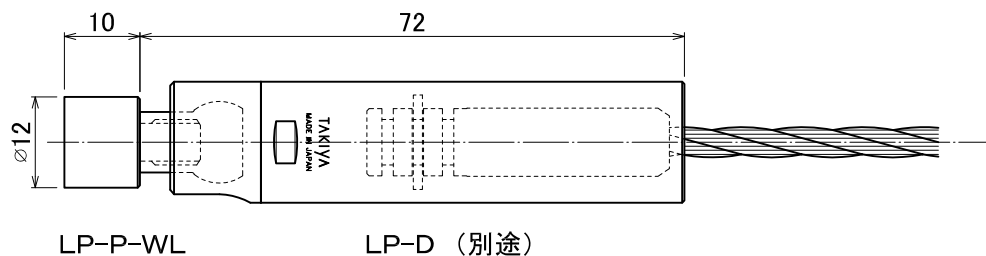 10
72
⌀12
TAKIYA
MADE IN JAPAN
LP-P-WL
LP-D （別途）